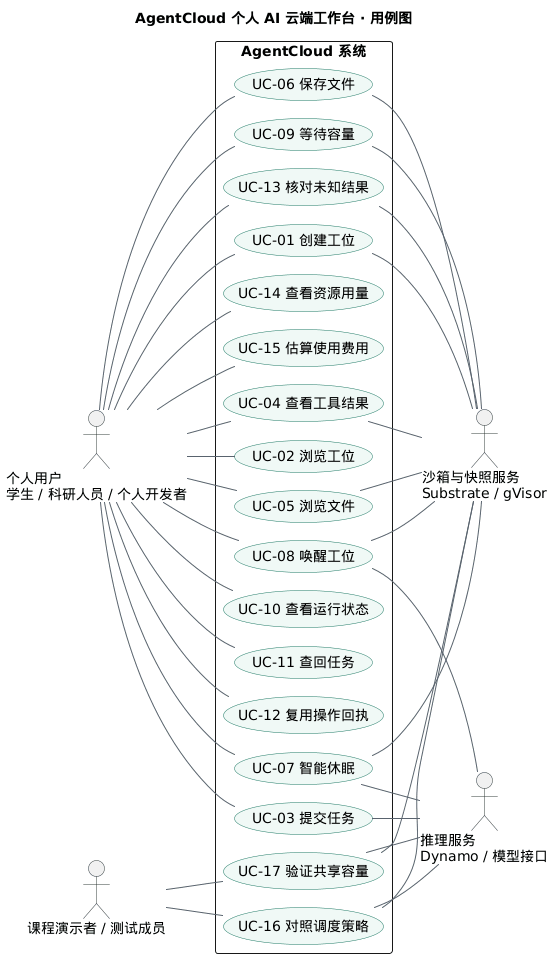 AgentCloud 个人 AI 云端工作台 · 用例图
AgentCloud 系统
UC-06 保存文件
UC-09 等待容量
UC-13 核对未知结果
UC-01 创建工位
UC-14 查看资源用量
UC-15 估算使用费用
UC-04 查看工具结果
UC-02 浏览工位
UC-05 浏览文件
UC-08 唤醒工位
UC-10 查看运行状态
UC-11 查回任务
UC-12 复用操作回执
UC-07 智能休眠
UC-03 提交任务
UC-17 验证共享容量
UC-16 对照调度策略
个人用户
学生 / 科研人员 / 个人开发者
课程演示者 / 测试成员
沙箱与快照服务
Substrate / gVisor
推理服务
Dynamo / 模型接口